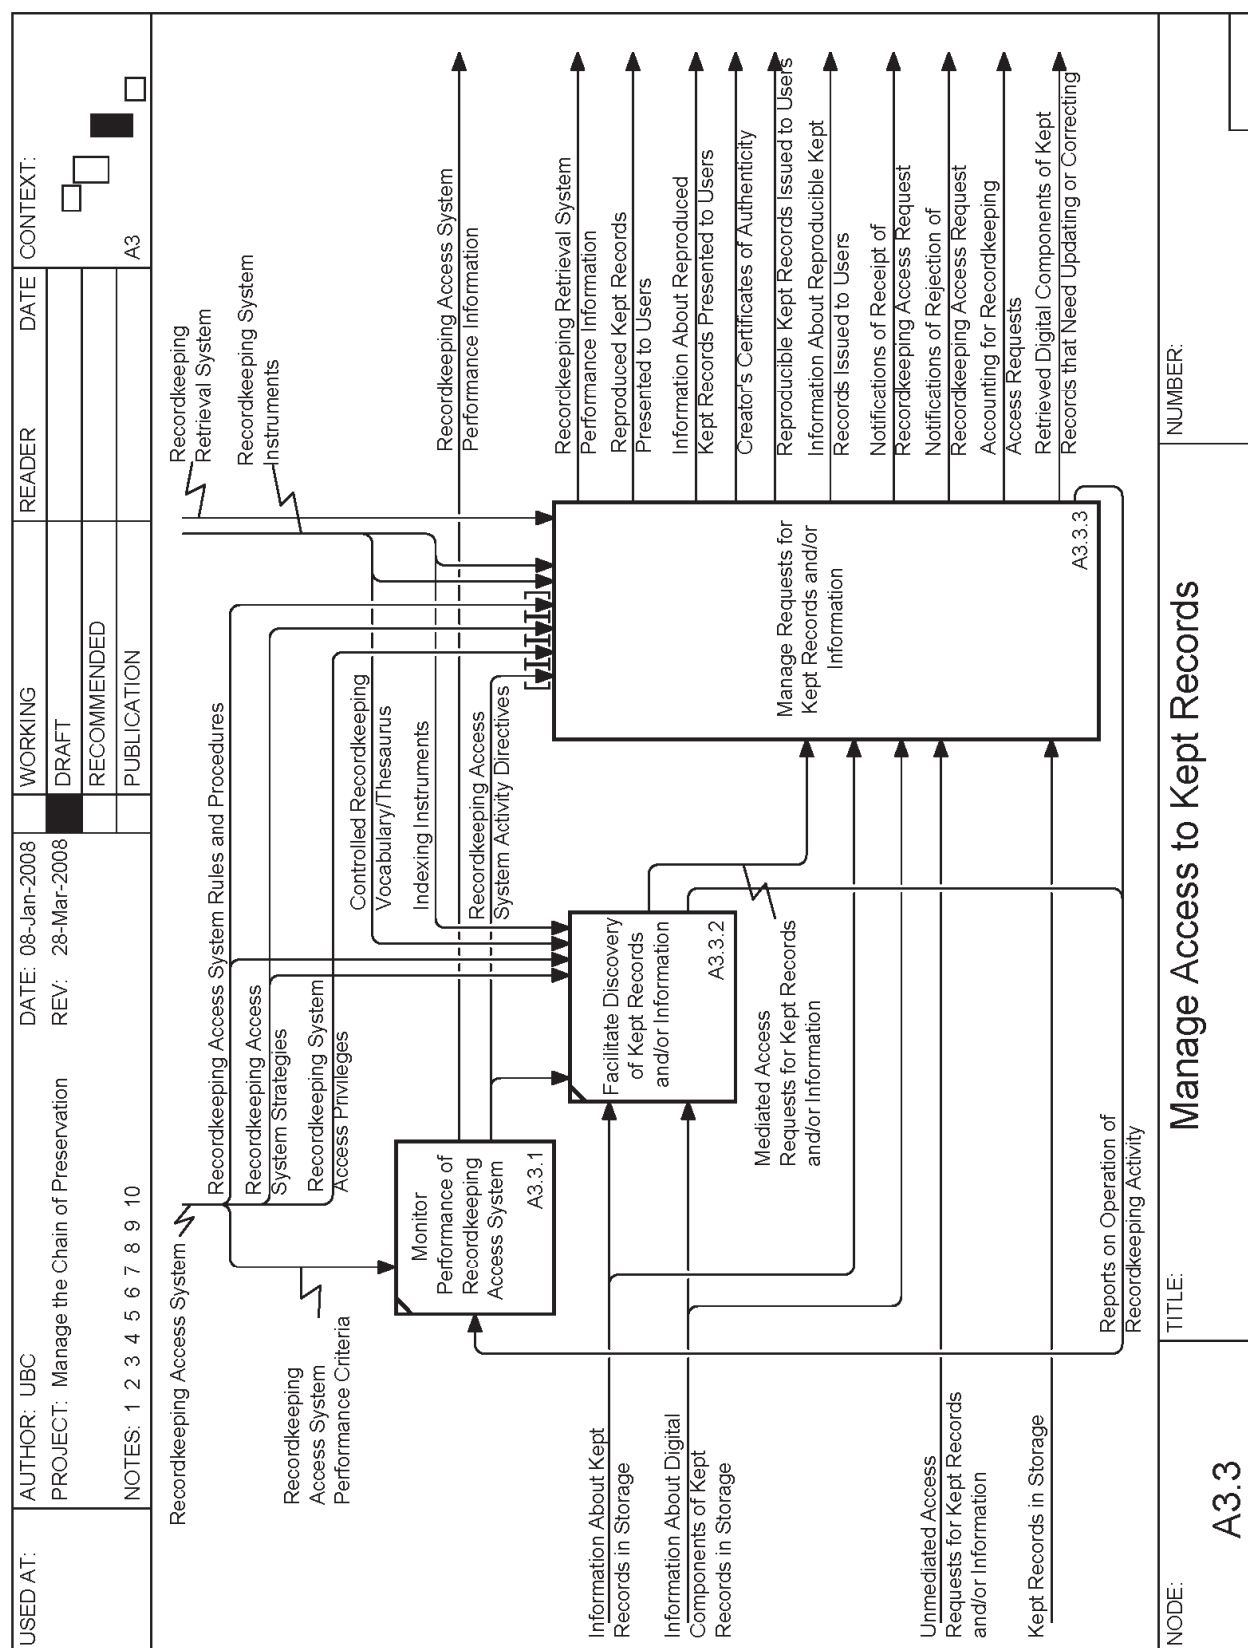 USED AT:
AUTHOR: UBC
PROJECT: Manage the Chain of Preservation
NOTES: 1 2 3 4 5 6 7 8 9 10
DATE: 08-Jan-2008
REV: 28-Mar-2008
WORKING
DRAFT
RECOMMENDED
PUBLICATION
READER
DATE
CONTEXT:
A3
Recordkeeping Access System
Recordkeeping
Access System
Performance Criteria
Recordkeeping Access System Rules and Procedures
Recordkeeping Access
System Strategies
Recordkeeping System
Access Privileges
Recordkeeping
Retrieval System
Recordkeeping System
Instruments
Controlled Recordkeeping
Vocabulary/Thesaurus
Indexing Instruments
Recordkeeping Access
System Activity Directives
Monitor
Performance of
Recordkeeping
Access System
A3.3.1
Facilitate Discovery
of Kept Records
and/or Information
A3.3.2
Manage Requests for
Kept Records and/or
Information
A3.3.3
Mediated Access
Requests for Kept Records
and/or Information
Information About Kept
Records in Storage
Information About Digital
Components of Kept
Records in Storage
Unmediated Access
Requests for Kept Records
and/or Information
Kept Records in Storage
Reports on Operation of
Recordkeeping Activity
Recordkeeping Access System
Performance Information
Recordkeeping Retrieval System
Performance Information
Reproduced Kept Records
Presented to Users
Information About Reproduced
Kept Records Presented to Users
Creator's Certificates of Authenticity
Reproducible Kept Records Issued to Users
Information About Reproducible Kept
Records Issued to Users
Notifications of Receipt of
Recordkeeping Access Request
Notifications of Rejection of
Recordkeeping Access Request
Accounting for Recordkeeping
Access Requests
Retrieved Digital Components of Kept
Records that Need Updating or Correcting
NODE:
A3.3
TITLE:
Manage Access to Kept Records
NUMBER: